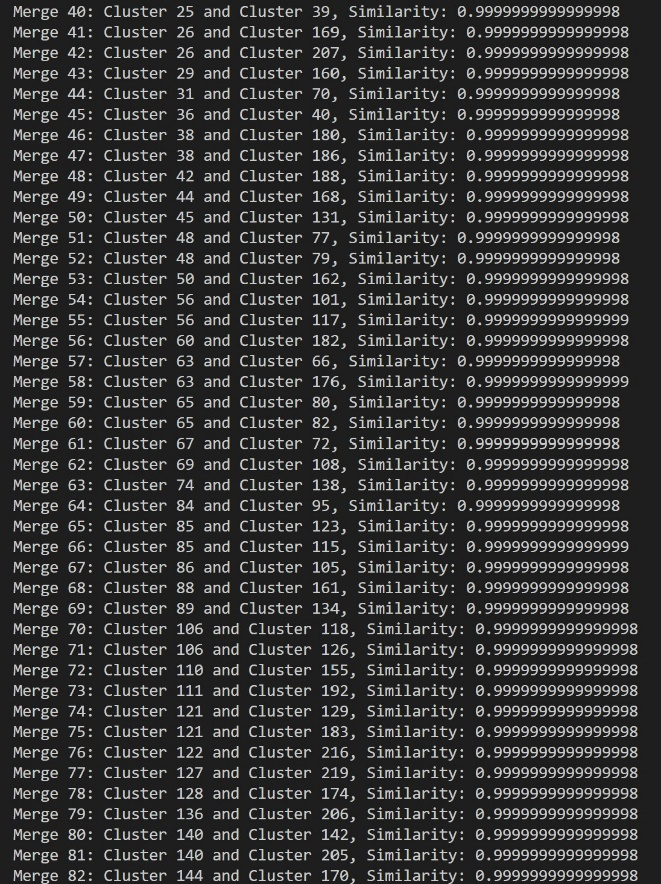 Merge 40: Cluster 25 and Cluster 39, Similarity: 0.9999999999999998
Merge 41: Cluster 26 and Cluster 169, Similarity: 0.9999999999999998
Merge 42: Cluster 26 and Cluster 207, Similarity: 0.9999999999999998
Merge 43: Cluster 29 and Cluster 160, Similarity: 0.9999999999999998
Merge 44: Cluster 31 and Cluster 70, Similarity: 0.9999999999999998
Merge 45: Cluster 36 and Cluster 40, Similarity: 0.9999999999999998
Merge 46: Cluster 38 and Cluster 180, Similarity: 0.9999999999999998
Merge 47: Cluster 38 and Cluster 186, Similarity: 0.9999999999999998
Merge 48: Cluster 42 and Cluster 188, Similarity: 0.9999999999999998
Merge 49: Cluster 44 and Cluster 168, Similarity: 0.9999999999999998
Merge 50: Cluster 45 and Cluster 131, Similarity: 0.9999999999999998
Merge 51: Cluster 48 and Cluster 77, Similarity: 0.9999999999999998
Merge 52: Cluster 48 and Cluster 79, Similarity: 0.9999999999999998
Merge 53: Cluster 50 and Cluster 162, Similarity: 0.9999999999999998
Merge 54: Cluster 56 and Cluster 101, Similarity: 0.9999999999999998
Merge 55: Cluster 56 and Cluster 117, Similarity: 0.9999999999999999
Merge 56: Cluster 60 and Cluster 182, Similarity: 0.9999999999999998
Merge 57: Cluster 63 and Cluster 66, Similarity: 0.9999999999999998
Merge 58: Cluster 63 and Cluster 176, Similarity: 0.9999999999999999
Merge 59: Cluster 65 and Cluster 80, Similarity: 0.9999999999999998
Merge 60: Cluster 65 and Cluster 82, Similarity: 0.9999999999999998
Merge 61: Cluster 67 and Cluster 72, Similarity: 0.9999999999999998
Merge 62: Cluster 69 and Cluster 108, Similarity: 0.9999999999999998
Merge 63: Cluster 74 and Cluster 138, Similarity: 0.9999999999999998
Merge 64: Cluster 84 and Cluster 95, Similarity: 0.9999999999999998
Merge 65: Cluster 85 and Cluster 123, Similarity: 0.9999999999999998
Merge 66: Cluster 85 and Cluster 115, Similarity: 0.9999999999999999
Merge 67: Cluster 86 and Cluster 105, Similarity: 0.9999999999999998
Merge 68: Cluster 88 and Cluster 161, Similarity: 0.9999999999999998
Merge 69: Cluster 89 and Cluster 134, Similarity: 0.9999999999999998
Merge 70: Cluster 106 and Cluster 118, Similarity: 0.9999999999999998
Merge 71: Cluster 106 and Cluster 126, Similarity: 0.9999999999999998
Merge 72: Cluster 110 and Cluster 155, Similarity: 0.9999999999999998
Merge 73: Cluster 111 and Cluster 192, Similarity: 0.9999999999999998
Merge 74: Cluster 121 and Cluster 129, Similarity: 0.9999999999999998
Merge 75: Cluster 121 and Cluster 183, Similarity: 0.9999999999999998
Merge 76: Cluster 122 and Cluster 216, Similarity: 0.9999999999999998
Merge 77: Cluster 127 and Cluster 219, Similarity: 0.9999999999999998
Merge 78: Cluster 128 and Cluster 174, Similarity: 0.9999999999999998
Merge 79: Cluster 136 and Cluster 206, Similarity: 0.9999999999999998
Merge 80: Cluster 140 and Cluster 142, Similarity: 0.9999999999999998
Merge 81: Cluster 140 and Cluster 205, Similarity: 0.9999999999999998
Merge 82: Cluster 144 and Cluster 170, Similarity: 0.9999999999999998